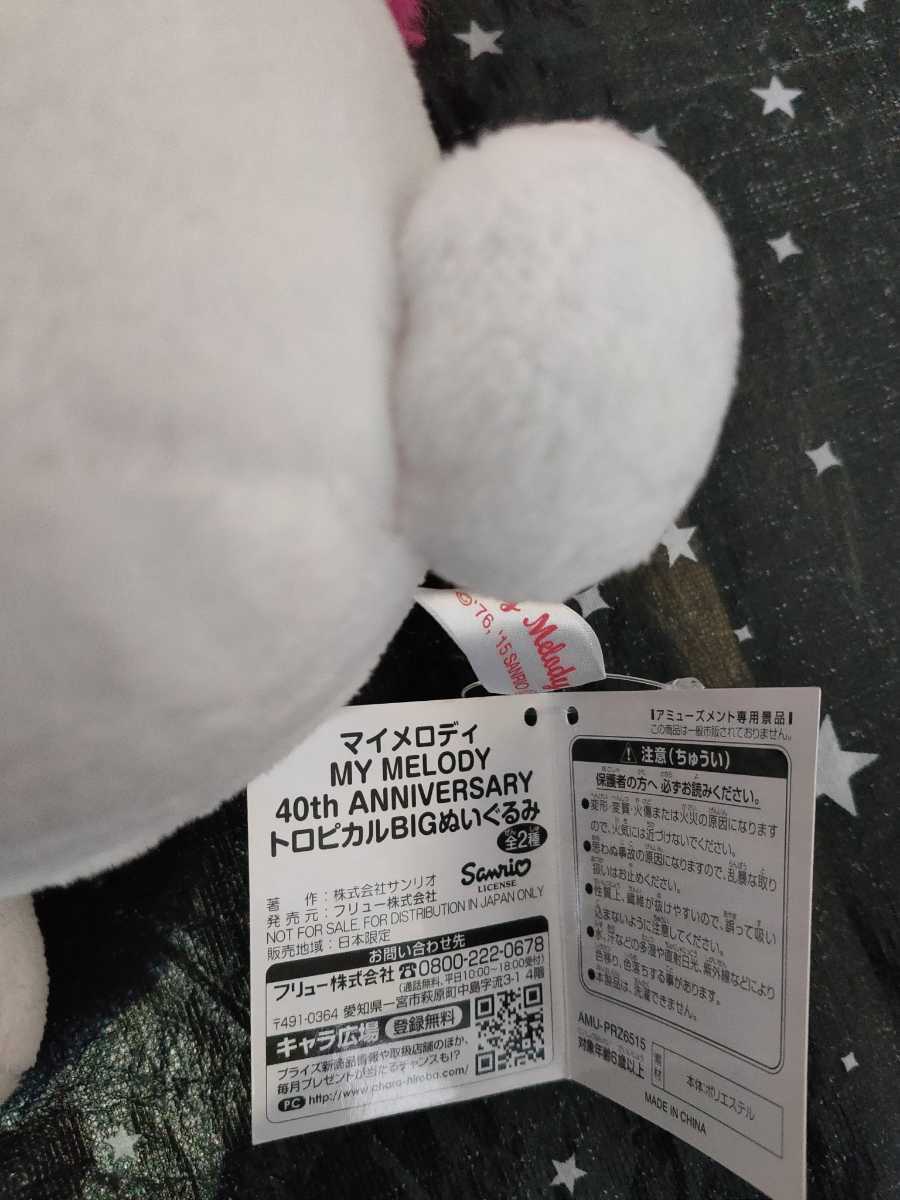 Melody
©'76, '15 SANRIO
マイメロディ
MY MELODY
40th ANNIVERSARY
トロピカルBIGぬいぐるみ
全2種
Sanrio
LICENSE
著 作：株式会社サンリオ
発 売 元：フリュー株式会社
NOT FOR SALE. FOR DISTRIBUTION IN JAPAN ONLY
販売地域：日本限定
お問い合わせ先
フリュー株式会社 ☎0800-222-0678
(通話無料、平日10:00〜18:00受付)
〒491-0364 愛知県一宮市萩原町中島字流3-1 4階
キャラ広場 登録無料
プライズ新商品情報や取扱店舗のほか、
毎月プレゼントが当たるチャンスも!?
PC http://www.chara-hiroba.com/
アミューズメント専用景品
この商品は一般市販されておりません。
注意(ちゅうい)
保護者の方へ 必ずお読みください。
●変形・変質・火傷または火災の原因になります
ので、火気には近づけないでください。
●思わぬ事故の原因になりますので、乱暴な取り
扱いはお止めください。
●性質上、繊維が抜けやすいので、誤って吸い
込まないように注意してください。
●水、汗などの多湿や直射日光、紫外線などにより
色移り、色落ちする事があります。
●本製品は、洗濯できません。
AMU-PRZ6515
対象年齢6歳以上
素材
本体:ポリエステル
MADE IN CHINA